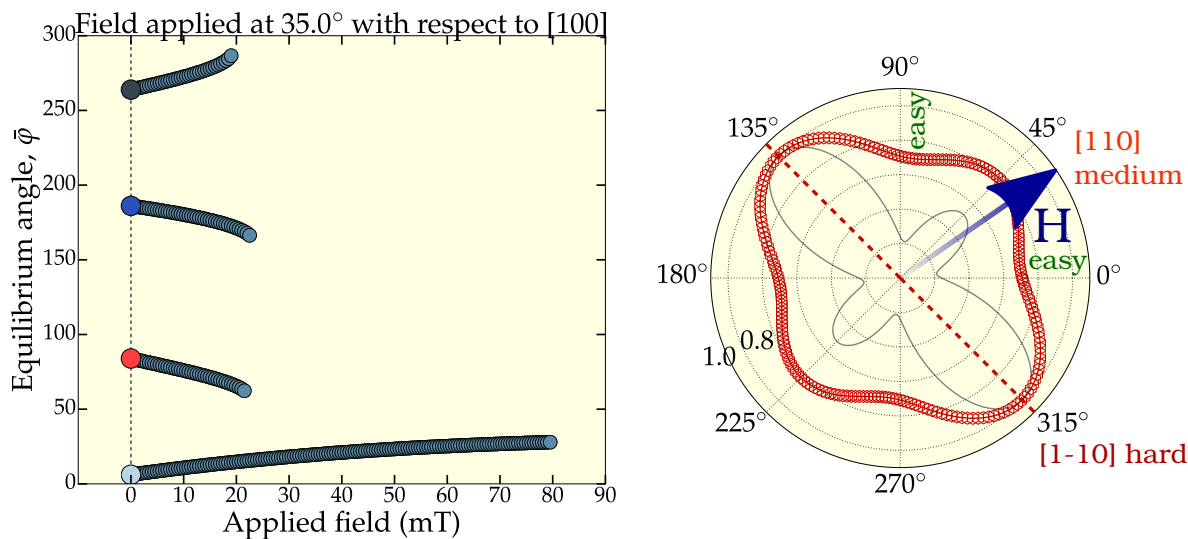 Field applied at 35.0° with respect to [100]
300
250
200
150
100
50
0
Equilibrium angle, φ̄
0 10 20 30 40 50 60 70 80 90
Applied field (mT)
90°
135°
easy
45°
[110]
medium
H
easy
180°
0°
1.0
0.8
225°
315°
[1-10] hard
270°